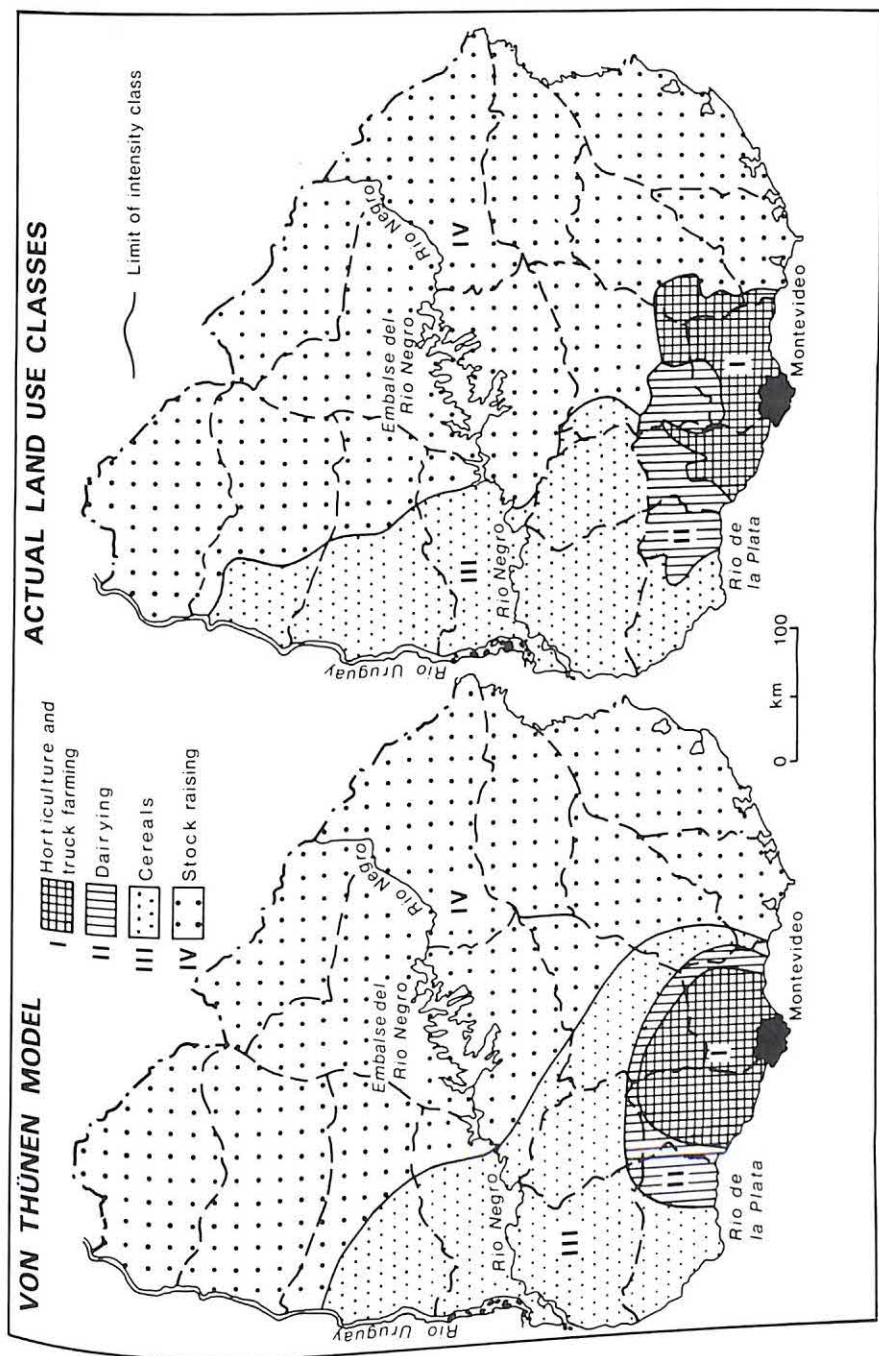 VON THÜNEN MODEL
I Horticulture and
truck farming
II Dairying
III Cereals
IV Stock raising
Embalse del
Rio Negro
Rio Negro
IV
Rio Uruguay
Rio Negro
III
II
I
Rio de
la Plata
Montevideo
ACTUAL LAND USE CLASSES
Limit of intensity class
Embalse del
Rio Negro
Rio Negro
IV
Rio Uruguay
III
Rio Negro
II
I
Rio de
la Plata
Montevideo
0 50 100
km